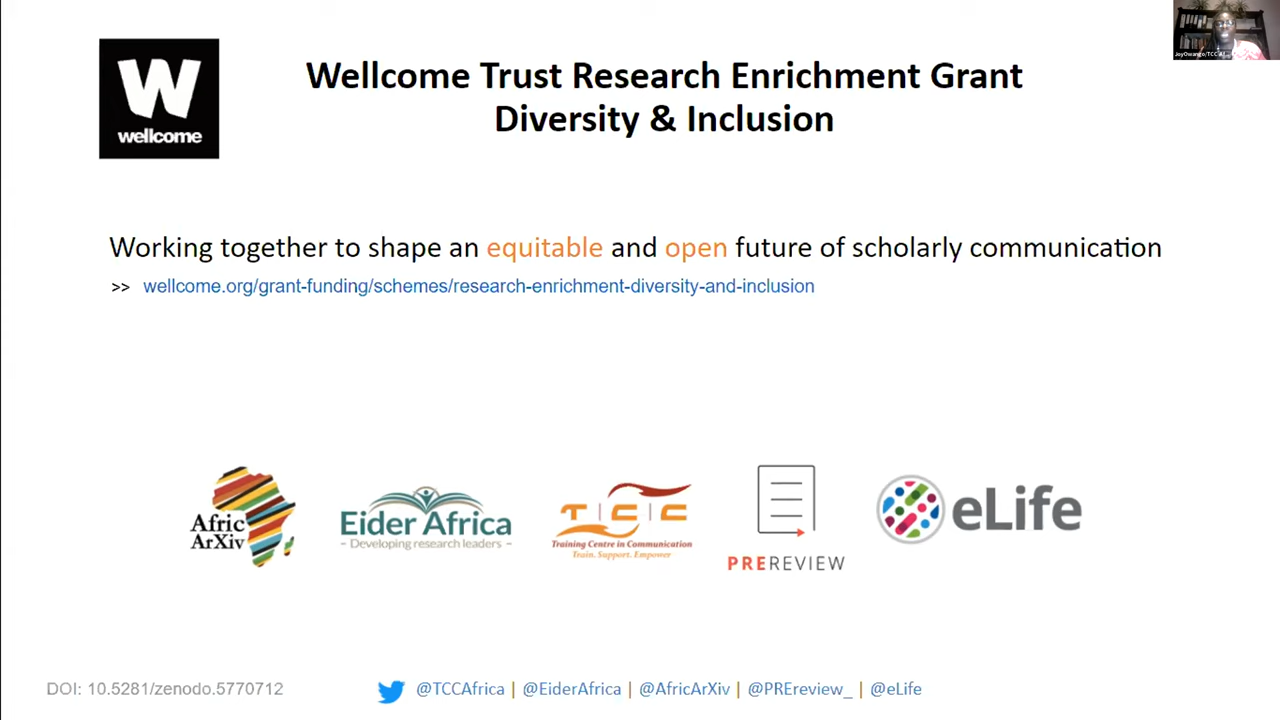 wellcome
Wellcome Trust Research Enrichment Grant
Diversity & Inclusion
Working together to shape an equitable and open future of scholarly communication
>> wellcome.org/grant-funding/schemes/research-enrichment-diversity-and-inclusion
Afric
ArXiv
Eider Africa
- Developing research leaders -
T|C|C
Training Centre in Communication
Train. Support. Empower
PREREVIEW
eLife
DOI: 10.5281/zenodo.5770712
@TCCAfrica | @EiderAfrica | @AfricArXiv | @PREreview_ | @eLife